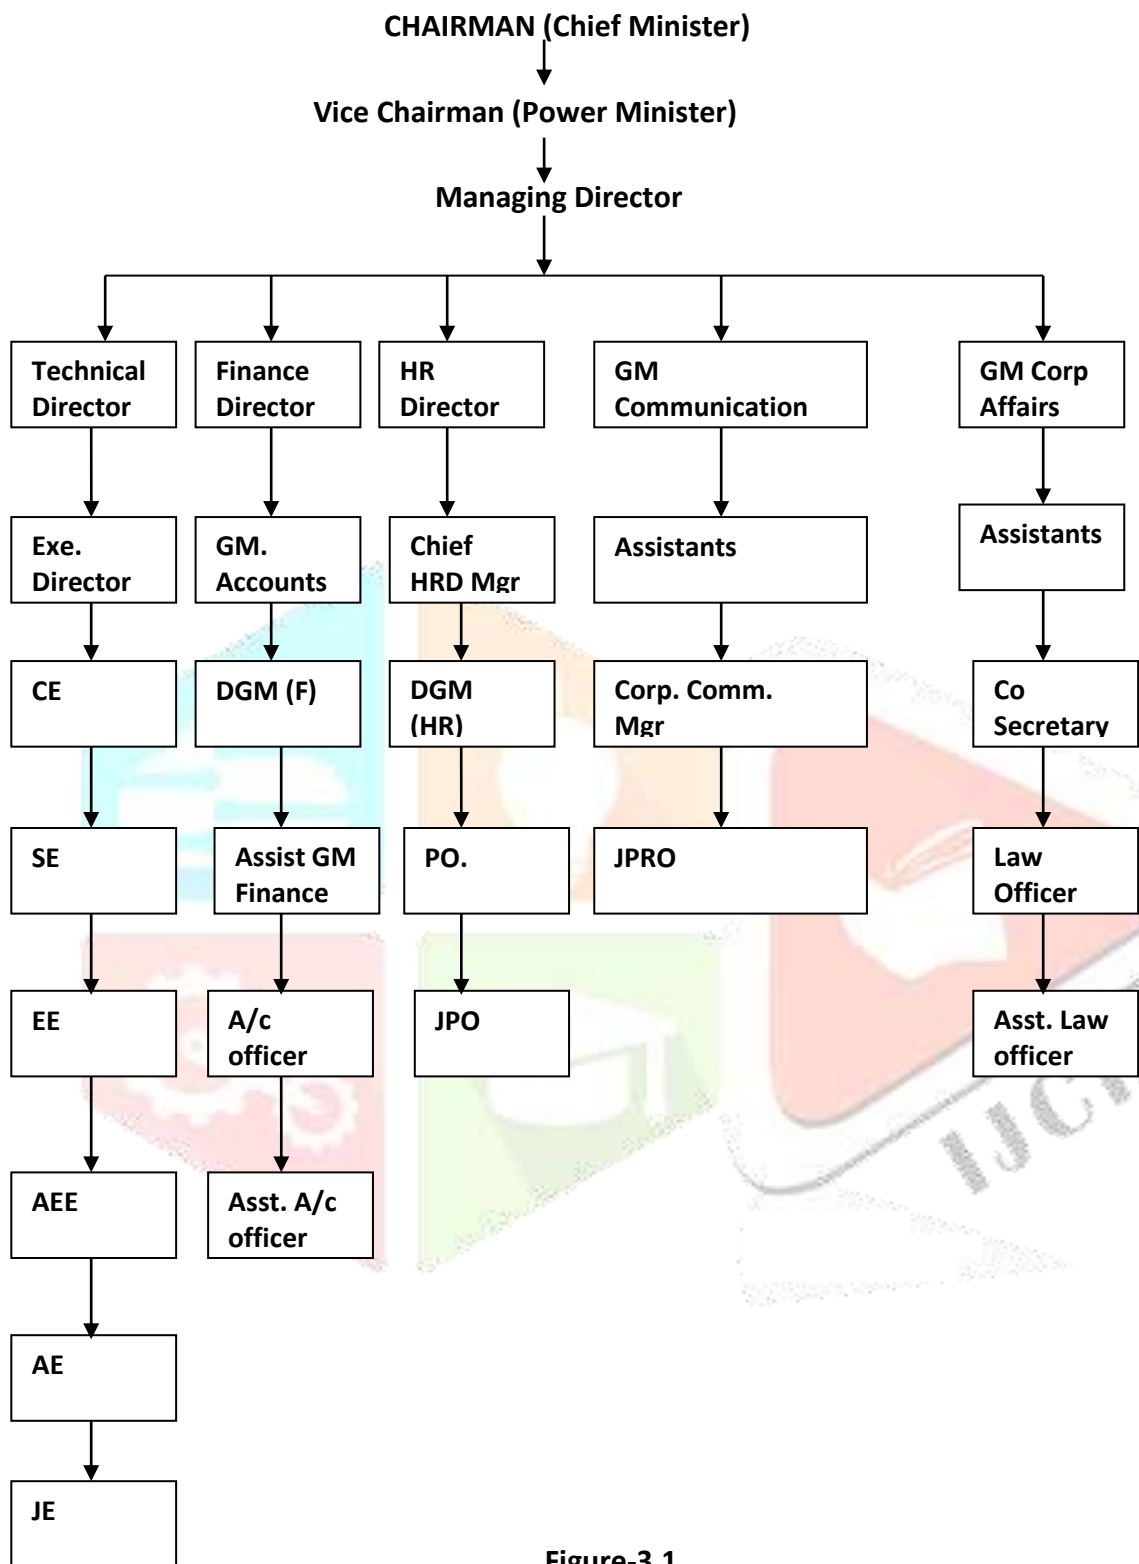 CHAIRMAN (Chief Minister)
Vice Chairman (Power Minister)
Managing Director
Technical
Director
Finance
Director
HR
Director
GM
Communication
GM Corp
Affairs
Exe.
Director
GM.
Accounts
Chief
HRD Mgr
Assistants
Assistants
CE
DGM (F)
DGM
(HR)
Corp. Comm.
Mgr
Co
Secretary
SE
Assist GM
Finance
PO.
JPRO
Law
Officer
EE
A/c
officer
JPO
Asst. Law
officer
AEE
Asst. A/c
officer
AE
JE
Figure-3.1